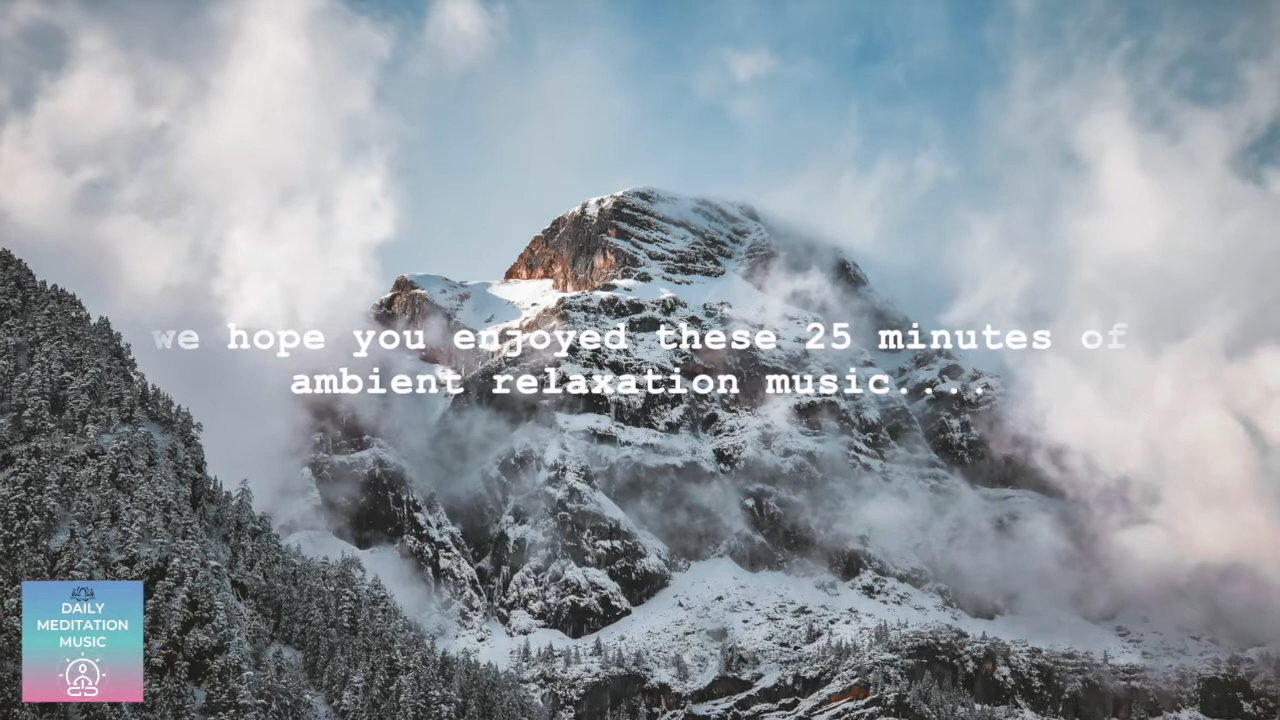 we hope you enjoyed these 25 minutes of
ambient relaxation music....
DAILY
MEDITATION
MUSIC